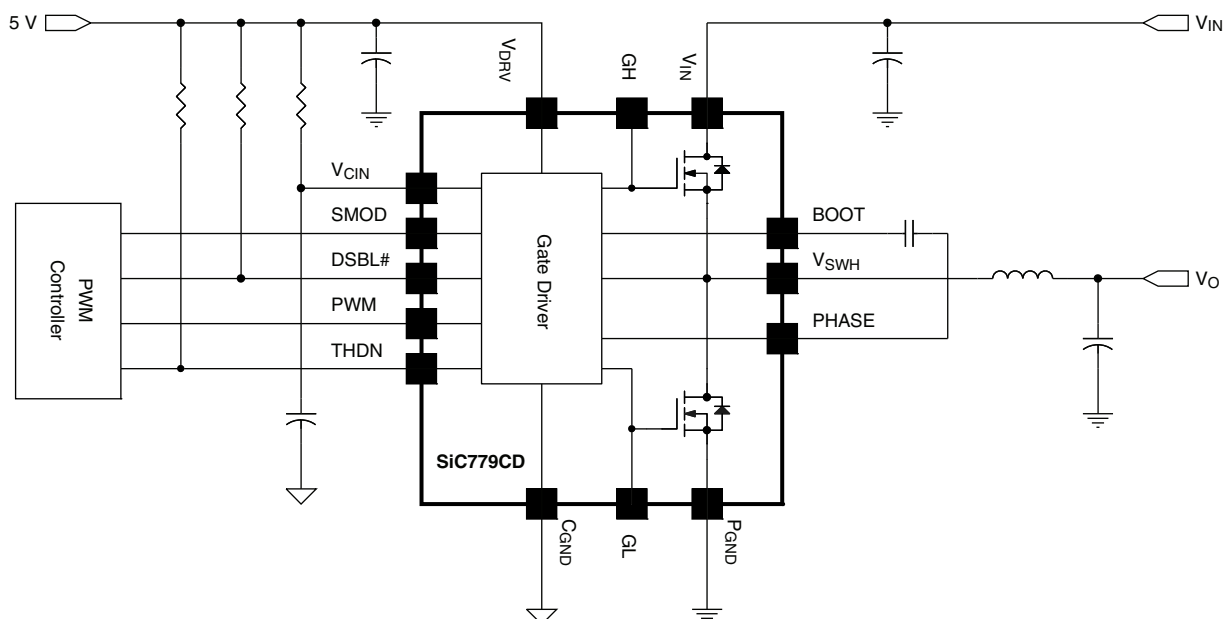 5 V
VDRV
GH
VIN
VIN
VCIN
SMOD
DSBL#
PWM
THDN
PWM
Controller
Gate Driver
BOOT
VSWH
PHASE
VO
SiC779CD
CGND
GL
PGND